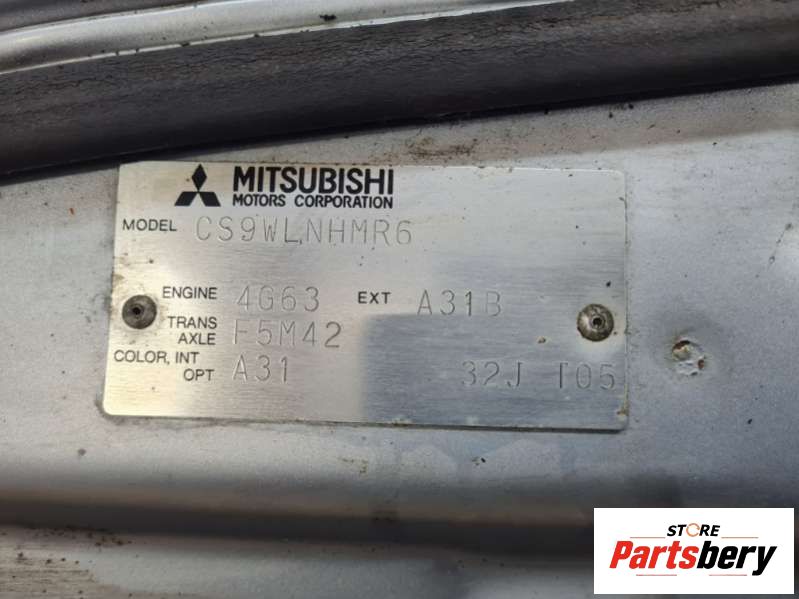 MITSUBISHI
MOTORS CORPORATION
MODEL CS9WLNHMR6
ENGINE 4G63 EXT A31B
TRANS
AXLE F5M42
COLOR, INT
OPT A31 32J T05
STORE
Partsbery